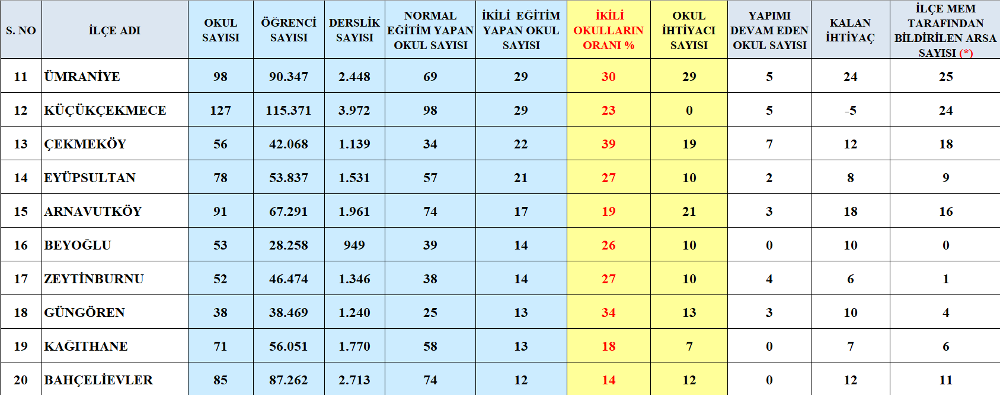 S. NO İLÇE ADI OKUL SAYISI ÖĞRENCİ SAYISI DERSLİK SAYISI NORMAL EĞİTİM YAPAN OKUL SAYISI İKİLİ EĞİTİM YAPAN OKUL SAYISI İKİLİ OKULLARIN ORANI % OKUL İHTİYACI SAYISI YAPIMI DEVAM EDEN OKUL SAYISI KALAN İHTİYAÇ İLÇE MEM TARAFINDAN BİLDİRİLEN ARSA SAYISI (*)
11 ÜMRANİYE 98 90.347 2.448 69 29 30 29 5 24 25
12 KÜÇÜKÇEKMECE 127 115.371 3.972 98 29 23 0 5 -5 24
13 ÇEKMEKÖY 56 42.068 1.139 34 22 39 19 7 12 18
14 EYÜPSULTAN 78 53.837 1.531 57 21 27 10 2 8 9
15 ARNAVUTKÖY 91 67.291 1.961 74 17 19 21 3 18 16
16 BEYOĞLU 53 28.258 949 39 14 26 10 0 10 0
17 ZEYTİNBURNU 52 46.474 1.346 38 14 27 10 4 6 1
18 GÜNGÖREN 38 38.469 1.240 25 13 34 13 3 10 4
19 KAĞITHANE 71 56.051 1.770 58 13 18 7 0 7 6
20 BAHÇELİEVLER 85 87.262 2.713 74 12 14 12 0 12 11